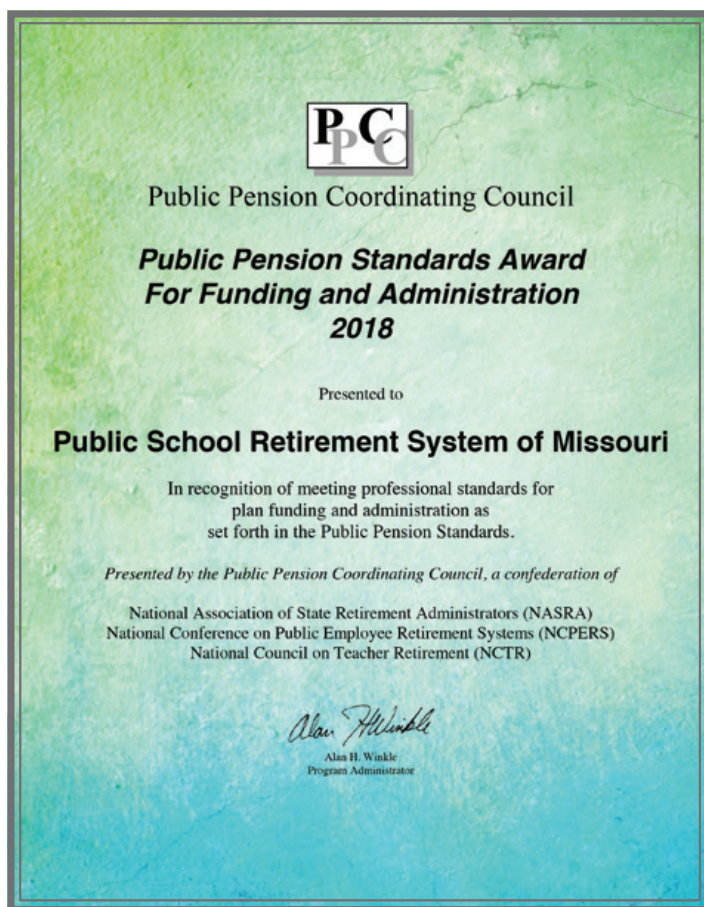 PPCC
Public Pension Coordinating Council
Public Pension Standards Award
For Funding and Administration
2018
Presented to
Public School Retirement System of Missouri
In recognition of meeting professional standards for
plan funding and administration as
set forth in the Public Pension Standards.
Presented by the Public Pension Coordinating Council, a confederation of
National Association of State Retirement Administrators (NASRA)
National Conference on Public Employee Retirement Systems (NCPERS)
National Council on Teacher Retirement (NCTR)
Alan H Winkle
Alan H. Winkle
Program Administrator